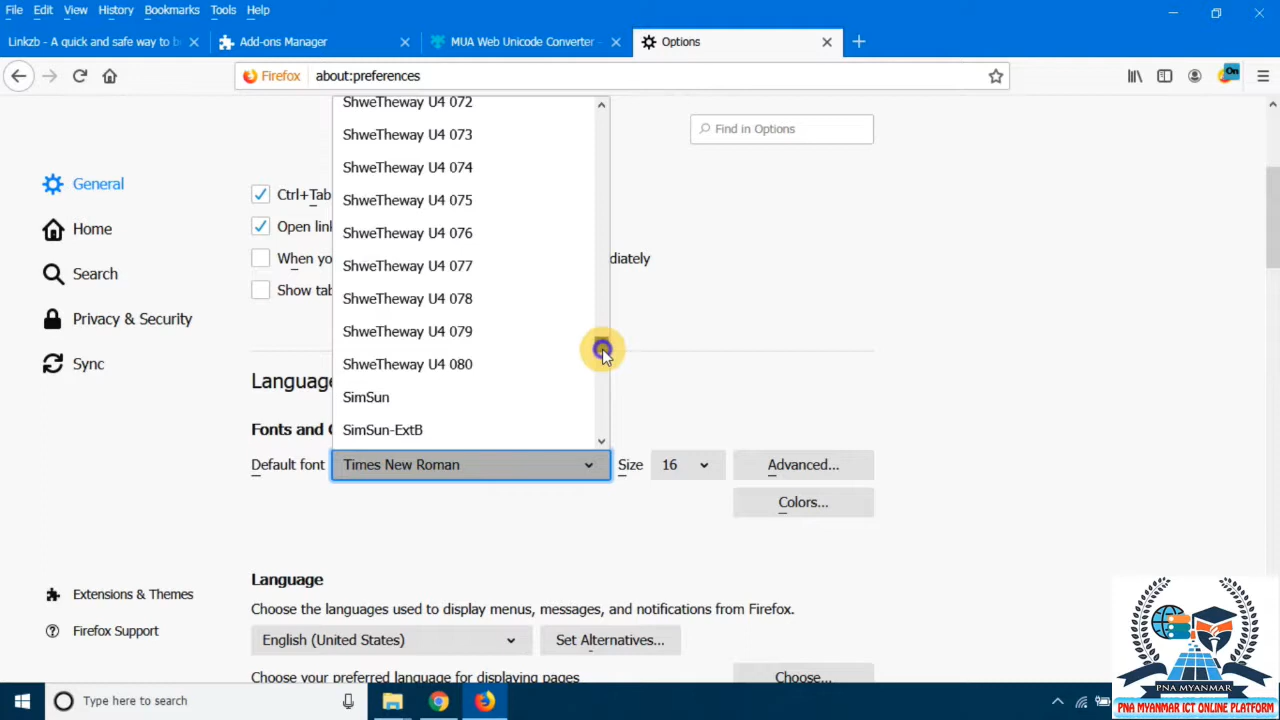 File Edit View History Bookmarks Tools Help
Linkzb - A quick and safe way to b
Add-ons Manager
MUA Web Unicode Converter -
Options
Firefox about:preferences
On
Find in Options
General
Home
Search
Privacy & Security
Sync
Extensions & Themes
Firefox Support
Ctrl+Tab
Open lin
When yo
diately
Show tab
ShweTheway U4 072
ShweTheway U4 073
ShweTheway U4 074
ShweTheway U4 075
ShweTheway U4 076
ShweTheway U4 077
ShweTheway U4 078
ShweTheway U4 079
ShweTheway U4 080
SimSun
SimSun-ExtB
Language
Fonts and C
Default font Times New Roman Size 16 Advanced...
Colors...
Language
Choose the languages used to display menus, messages, and notifications from Firefox.
English (United States) Set Alternatives...
Choose your preferred language for displaying pages Choose...
Type here to search
PNA MYANMAR
PNA MYANMAR ICT ONLINE PLATFORM